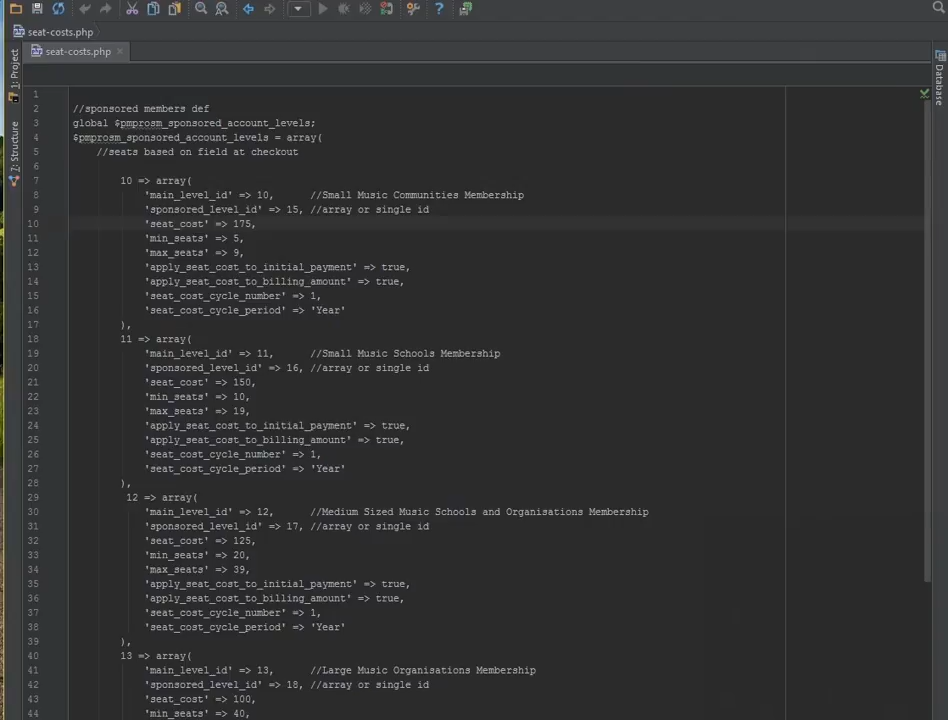 seat-costs.php
seat-costs.php
1: Project
7: Structure
Database
1
2 //sponsored members def
3 global $pmprosm_sponsored_account_levels;
4 $pmprosm_sponsored_account_levels = array(
5 //seats based on field at checkout
6
7 10 => array(
8 'main_level_id' => 10, //Small Music Communities Membership
9 'sponsored_level_id' => 15, //array or single id
10 'seat_cost' => 175,
11 'min_seats' => 5,
12 'max_seats' => 9,
13 'apply_seat_cost_to_initial_payment' => true,
14 'apply_seat_cost_to_billing_amount' => true,
15 'seat_cost_cycle_number' => 1,
16 'seat_cost_cycle_period' => 'Year'
17 ),
18 11 => array(
19 'main_level_id' => 11, //Small Music Schools Membership
20 'sponsored_level_id' => 16, //array or single id
21 'seat_cost' => 150,
22 'min_seats' => 10,
23 'max_seats' => 19,
24 'apply_seat_cost_to_initial_payment' => true,
25 'apply_seat_cost_to_billing_amount' => true,
26 'seat_cost_cycle_number' => 1,
27 'seat_cost_cycle_period' => 'Year'
28 ),
29 12 => array(
30 'main_level_id' => 12, //Medium Sized Music Schools and Organisations Membership
31 'sponsored_level_id' => 17, //array or single id
32 'seat_cost' => 125,
33 'min_seats' => 20,
34 'max_seats' => 39,
35 'apply_seat_cost_to_initial_payment' => true,
36 'apply_seat_cost_to_billing_amount' => true,
37 'seat_cost_cycle_number' => 1,
38 'seat_cost_cycle_period' => 'Year'
39 ),
40 13 => array(
41 'main_level_id' => 13, //Large Music Organisations Membership
42 'sponsored_level_id' => 18, //array or single id
43 'seat_cost' => 100,
44 'min_seats' => 40,